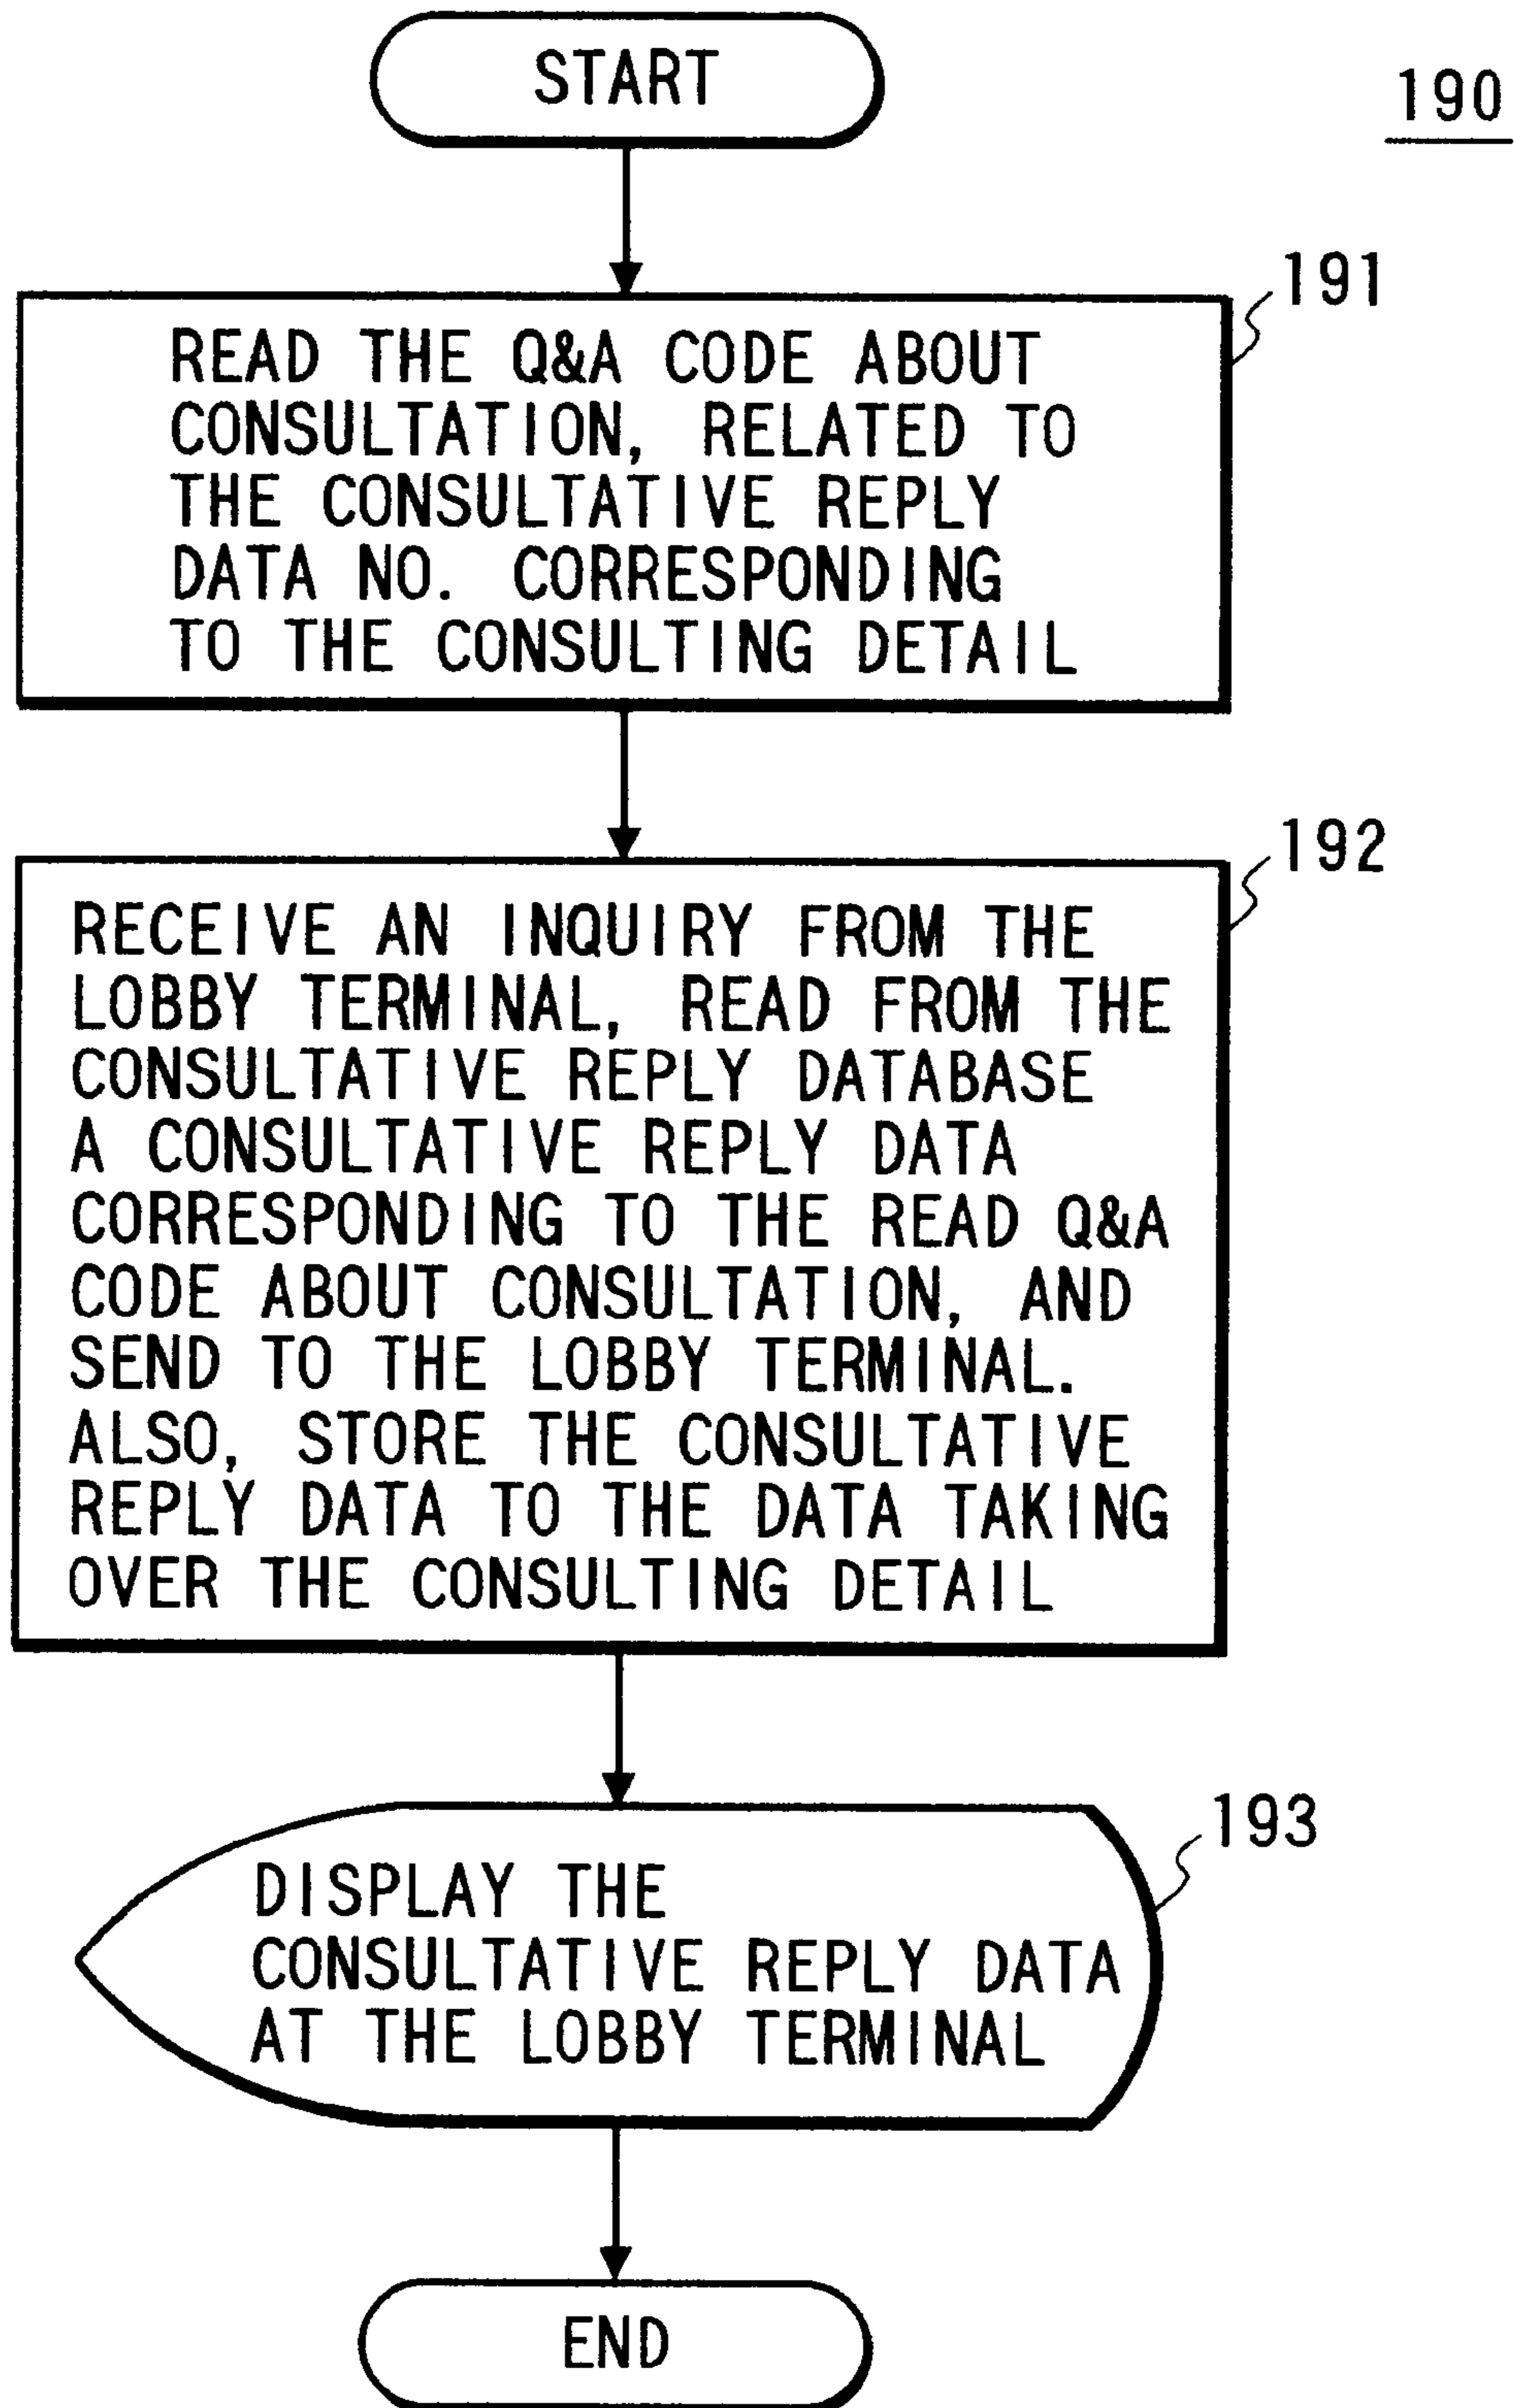 START
190
191
READ THE Q&A CODE ABOUT
CONSULTATION, RELATED TO
THE CONSULTATIVE REPLY
DATA NO. CORRESPONDING
TO THE CONSULTING DETAIL
192
RECEIVE AN INQUIRY FROM THE
LOBBY TERMINAL, READ FROM THE
CONSULTATIVE REPLY DATABASE
A CONSULTATIVE REPLY DATA
CORRESPONDING TO THE READ Q&A
CODE ABOUT CONSULTATION, AND
SEND TO THE LOBBY TERMINAL.
ALSO, STORE THE CONSULTATIVE
REPLY DATA TO THE DATA TAKING
OVER THE CONSULTING DETAIL
193
DISPLAY THE
CONSULTATIVE REPLY DATA
AT THE LOBBY TERMINAL
END